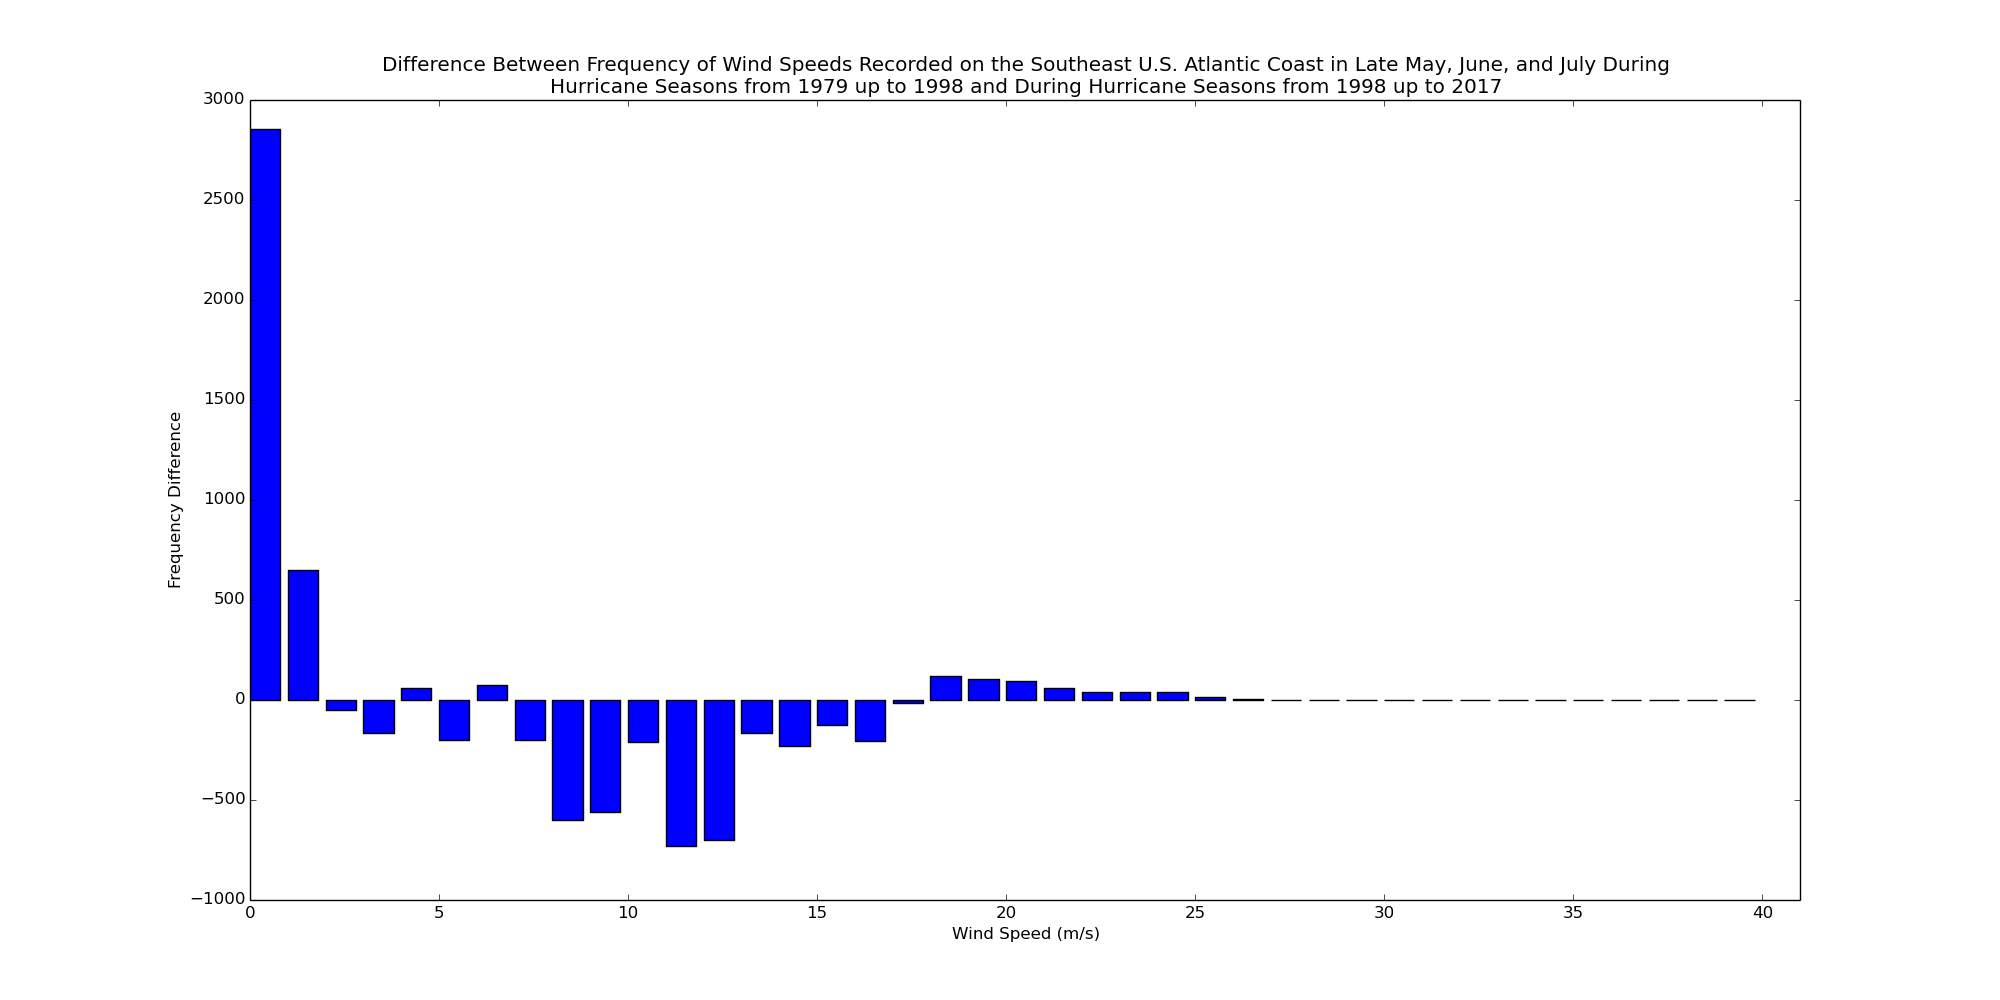 Difference Between Frequency of Wind Speeds Recorded on the Southeast U.S. Atlantic Coast in Late May, June, and July During
Hurricane Seasons from 1979 up to 1998 and During Hurricane Seasons from 1998 up to 2017
3000
2500
2000
1500
1000
500
0
−500
−1000
Frequency Difference
0 5 10 15 20 25 30 35 40
Wind Speed (m/s)